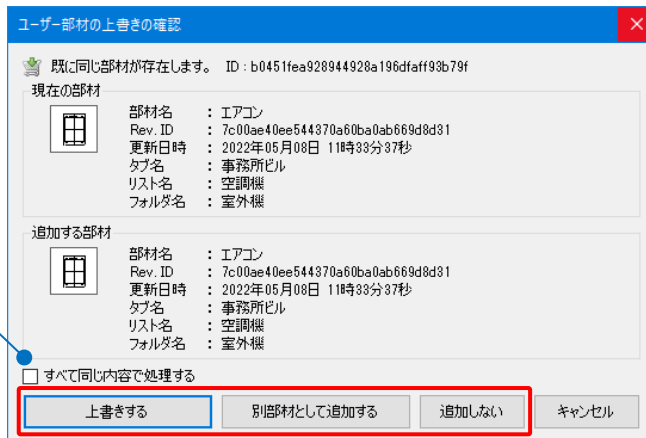 ユーザー部材の上書きの確認
既に同じ部材が存在します。 ID：b0451fea928944928a196dfaff93b79f
現在の部材
部材名 ： エアコン
Rev. ID ： 7c00ae40ee544370a60ba0ab669d8d31
更新日時 ： 2022年05月08日 11時33分37秒
タブ名 ： 事務所ビル
リスト名 ： 空調機
フォルダ名 ： 室外機
追加する部材
部材名 ： エアコン
Rev. ID ： 7c00ae40ee544370a60ba0ab669d8d31
更新日時 ： 2022年05月08日 11時33分37秒
タブ名 ： 事務所ビル
リスト名 ： 空調機
フォルダ名 ： 室外機
すべて同じ内容で処理する
上書きする 別部材として追加する 追加しない キャンセル